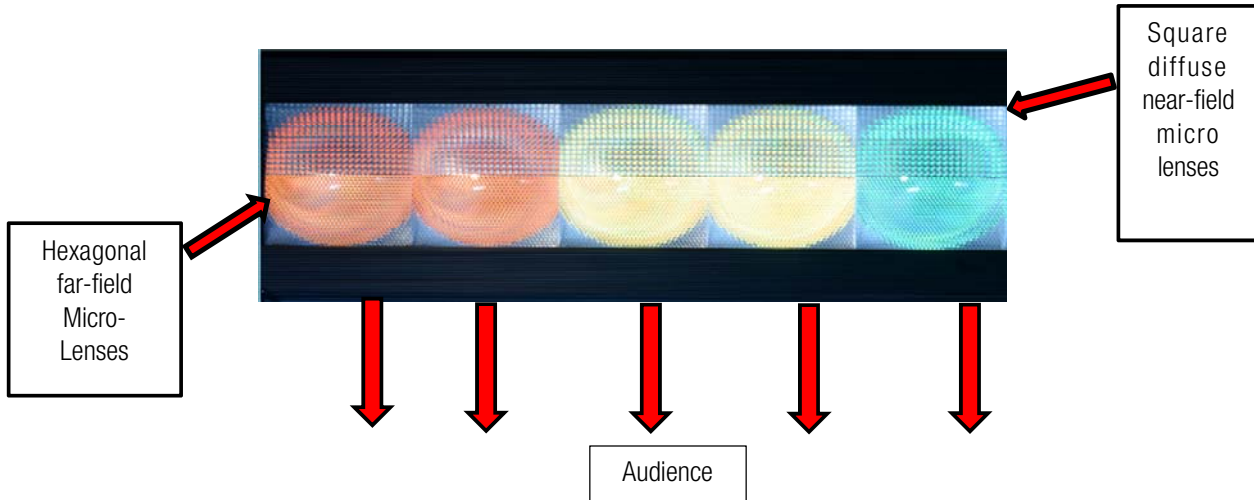 Square
diffuse
near-field
micro
lenses
Hexagonal
far-field
Micro-
Lenses
Audience